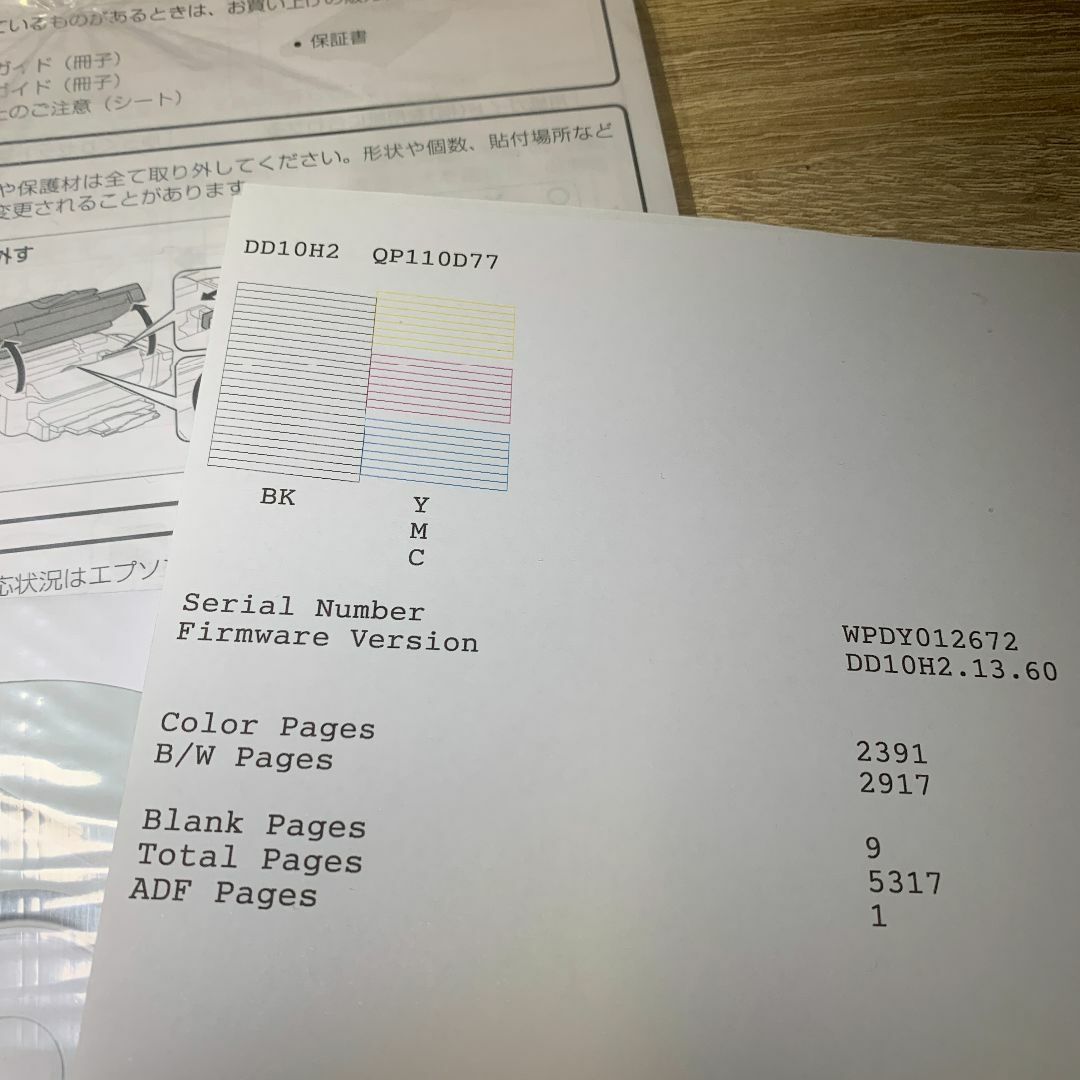 ているものがあるときは、お買い上げの販
• 保証書
ガイド（冊子）
ガイド（冊子）
上のご注意（シート）
や保護材は全て取り外してください。形状や個数、貼付場所など
変更されることがあります
外す
応状況はエプソ
DD10H2 QP110D77
BK
Y
M
C
Serial Number WPDY012672
Firmware Version DD10H2.13.60
Color Pages 2391
B/W Pages 2917
Blank Pages 9
Total Pages 5317
ADF Pages 1